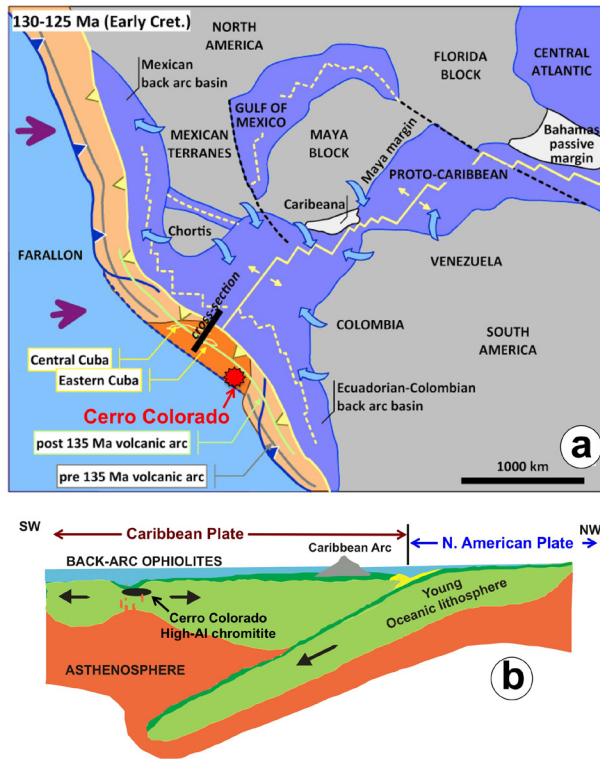 130-125 Ma (Early Cret.)
NORTH
AMERICA
Mexican
back arc basin
FLORIDA
BLOCK
CENTRAL
ATLANTIC
GULF OF
MEXICO
MEXICAN
TERRANES
MAYA
BLOCK
Maya margin
Bahamas
passive
margin
PROTO-CARIBBEAN
Caribeana
Chortis
FARALLON
VENEZUELA
cross-section
COLOMBIA
SOUTH
AMERICA
Central Cuba
Eastern Cuba
Cerro Colorado
Ecuadorian-Colombian
back arc basin
post 135 Ma volcanic arc
pre 135 Ma volcanic arc
1000 km
a
SW
Caribbean Plate
NW
N. American Plate
BACK-ARC OPHIOLITES
Caribbean Arc
Young
Oceanic lithosphere
Cerro Colorado
High-Al chromitite
ASTHENOSPHERE
b